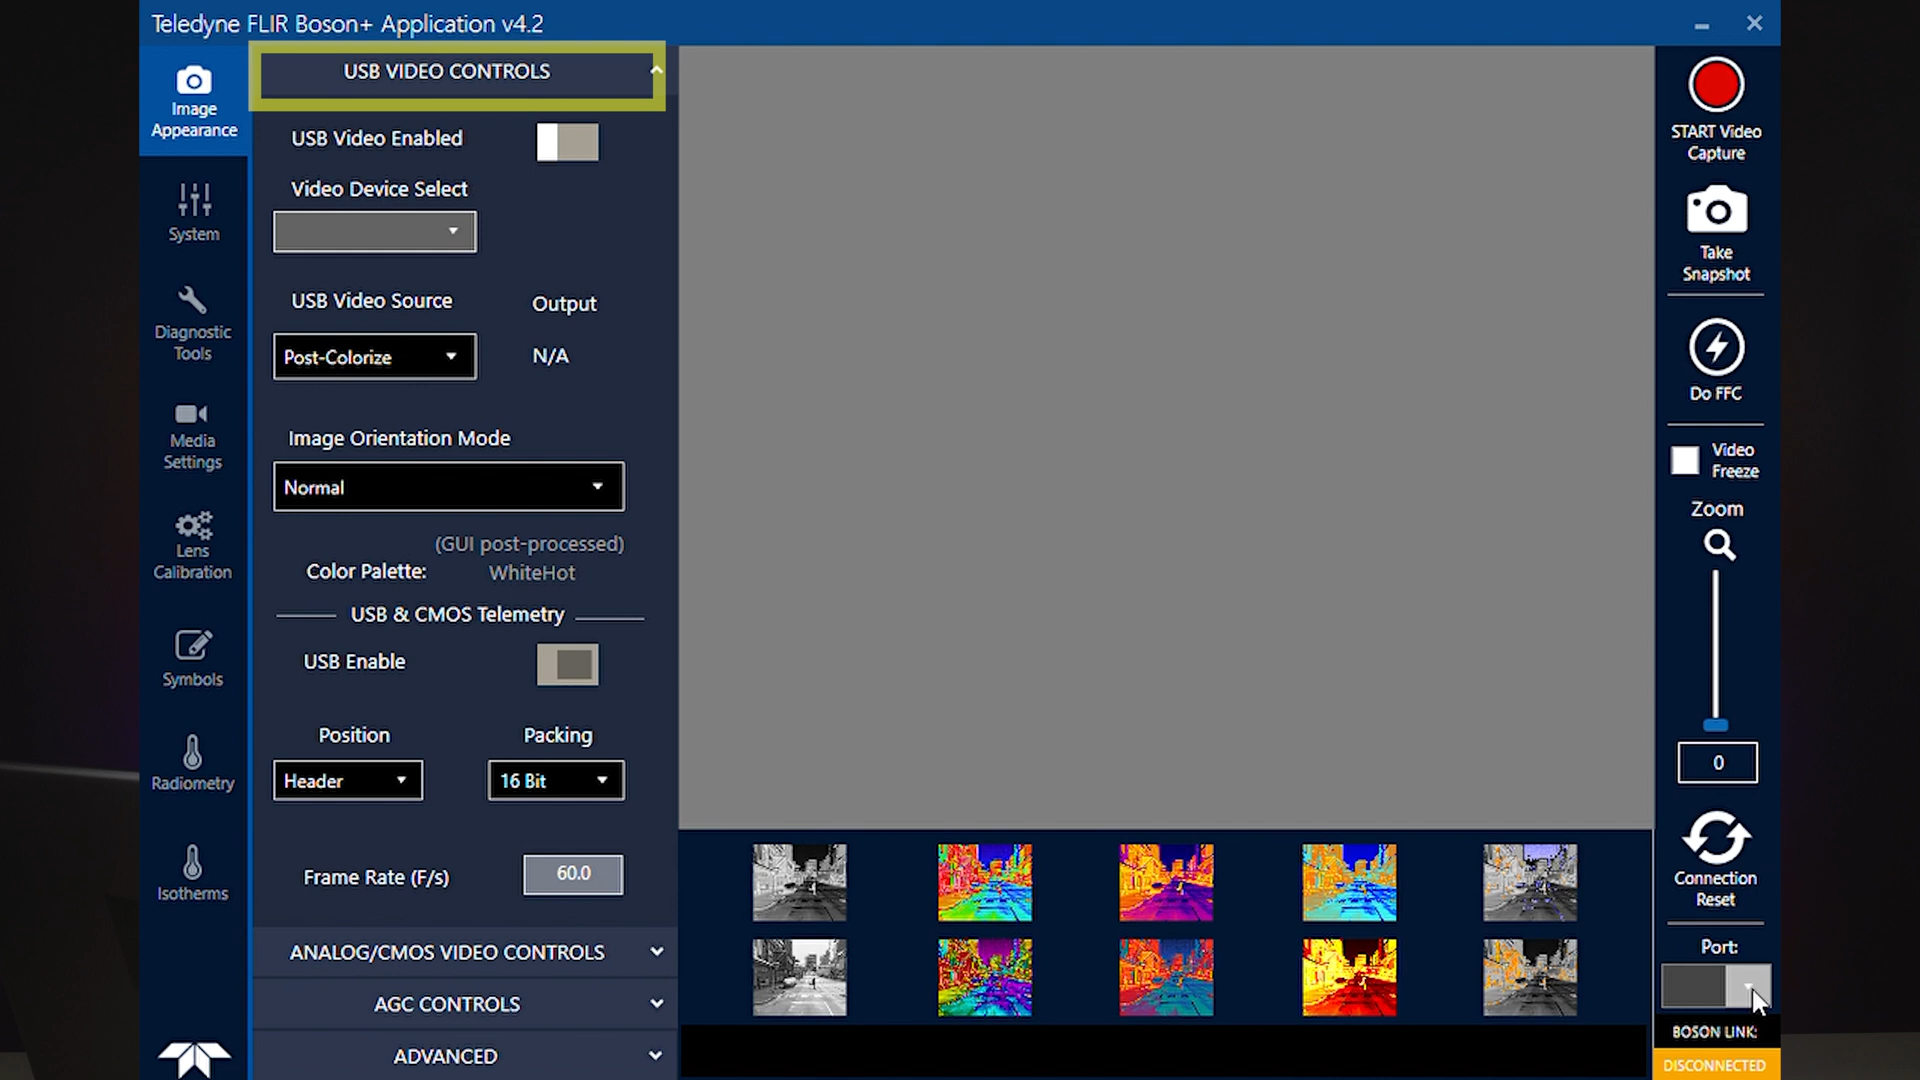 Teledyne FLIR Boson+ Application v4.2
Image
Appearance
System
Diagnostic
Tools
Media
Settings
Lens
Calibration
Symbols
Radiometry
Isotherms
USB VIDEO CONTROLS
USB Video Enabled
Video Device Select
USB Video Source
Output
Post-Colorize
N/A
Image Orientation Mode
Normal
(GUI post-processed)
Color Palette:
WhiteHot
USB & CMOS Telemetry
USB Enable
Position
Packing
Header
16 Bit
Frame Rate (F/s)
60.0
ANALOG/CMOS VIDEO CONTROLS
AGC CONTROLS
ADVANCED
START Video
Capture
Take
Snapshot
Do FFC
Video
Freeze
Zoom
0
Connection
Reset
Port:
BOSON LINK:
DISCONNECTED